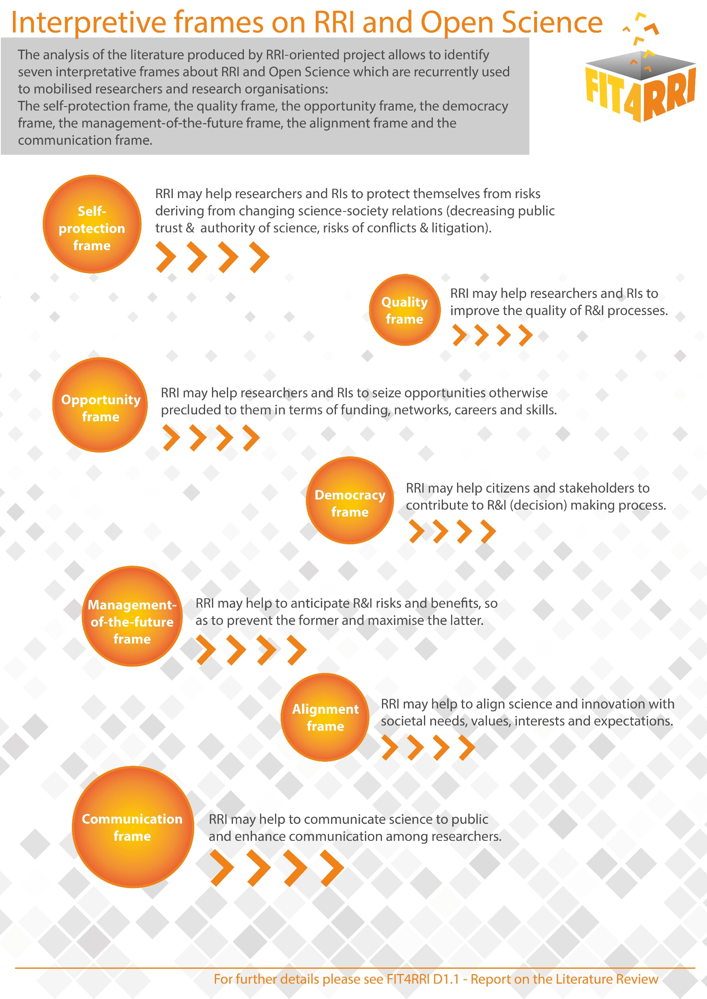 Interpretive frames on RRI and Open Science
The analysis of the literature produced by RRI-oriented project allows to identify
seven interpretative frames about RRI and Open Science which are recurrently used
to mobilised researchers and research organisations:
The self-protection frame, the quality frame, the opportunity frame, the democracy
frame, the management-of-the-future frame, the alignment frame and the
communication frame.
FIT4RRI
Self-
protection
frame
RRI may help researchers and RIs to protect themselves from risks
deriving from changing science-society relations (decreasing public
trust & authority of science, risks of conflicts & litigation).
Quality
frame
RRI may help researchers and RIs to
improve the quality of R&I processes.
Opportunity
frame
RRI may help researchers and RIs to seize opportunities otherwise
precluded to them in terms of funding, networks, careers and skills.
Democracy
frame
RRI may help citizens and stakeholders to
contribute to R&I (decision) making process.
Management-
of-the-future
frame
RRI may help to anticipate R&I risks and benefits, so
as to prevent the former and maximise the latter.
Alignment
frame
RRI may help to align science and innovation with
societal needs, values, interests and expectations.
Communication
frame
RRI may help to communicate science to public
and enhance communication among researchers.
For further details please see FIT4RRI D1.1 - Report on the Literature Review